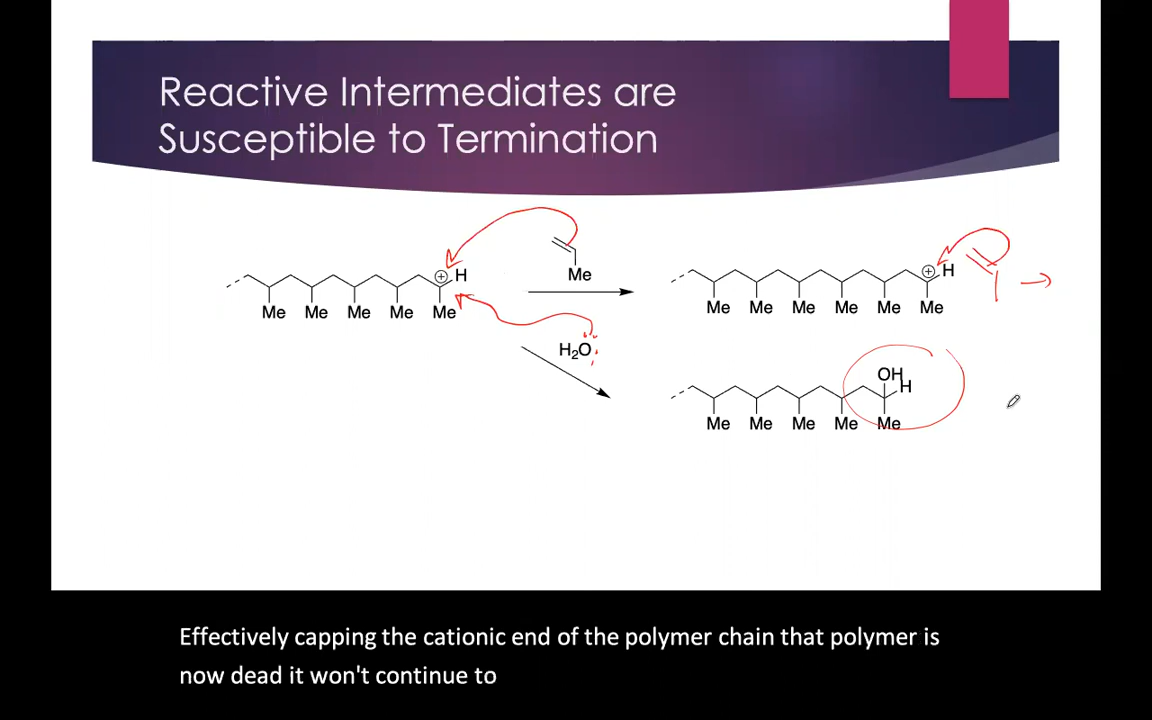 Reactive Intermediates are
Susceptible to Termination
Me
⊕ H
Me Me Me Me Me
⊕ H
Me Me Me Me Me Me
H₂O
OH
H
Me Me Me Me Me
Effectively capping the cationic end of the polymer chain that polymer is
now dead it won't continue to